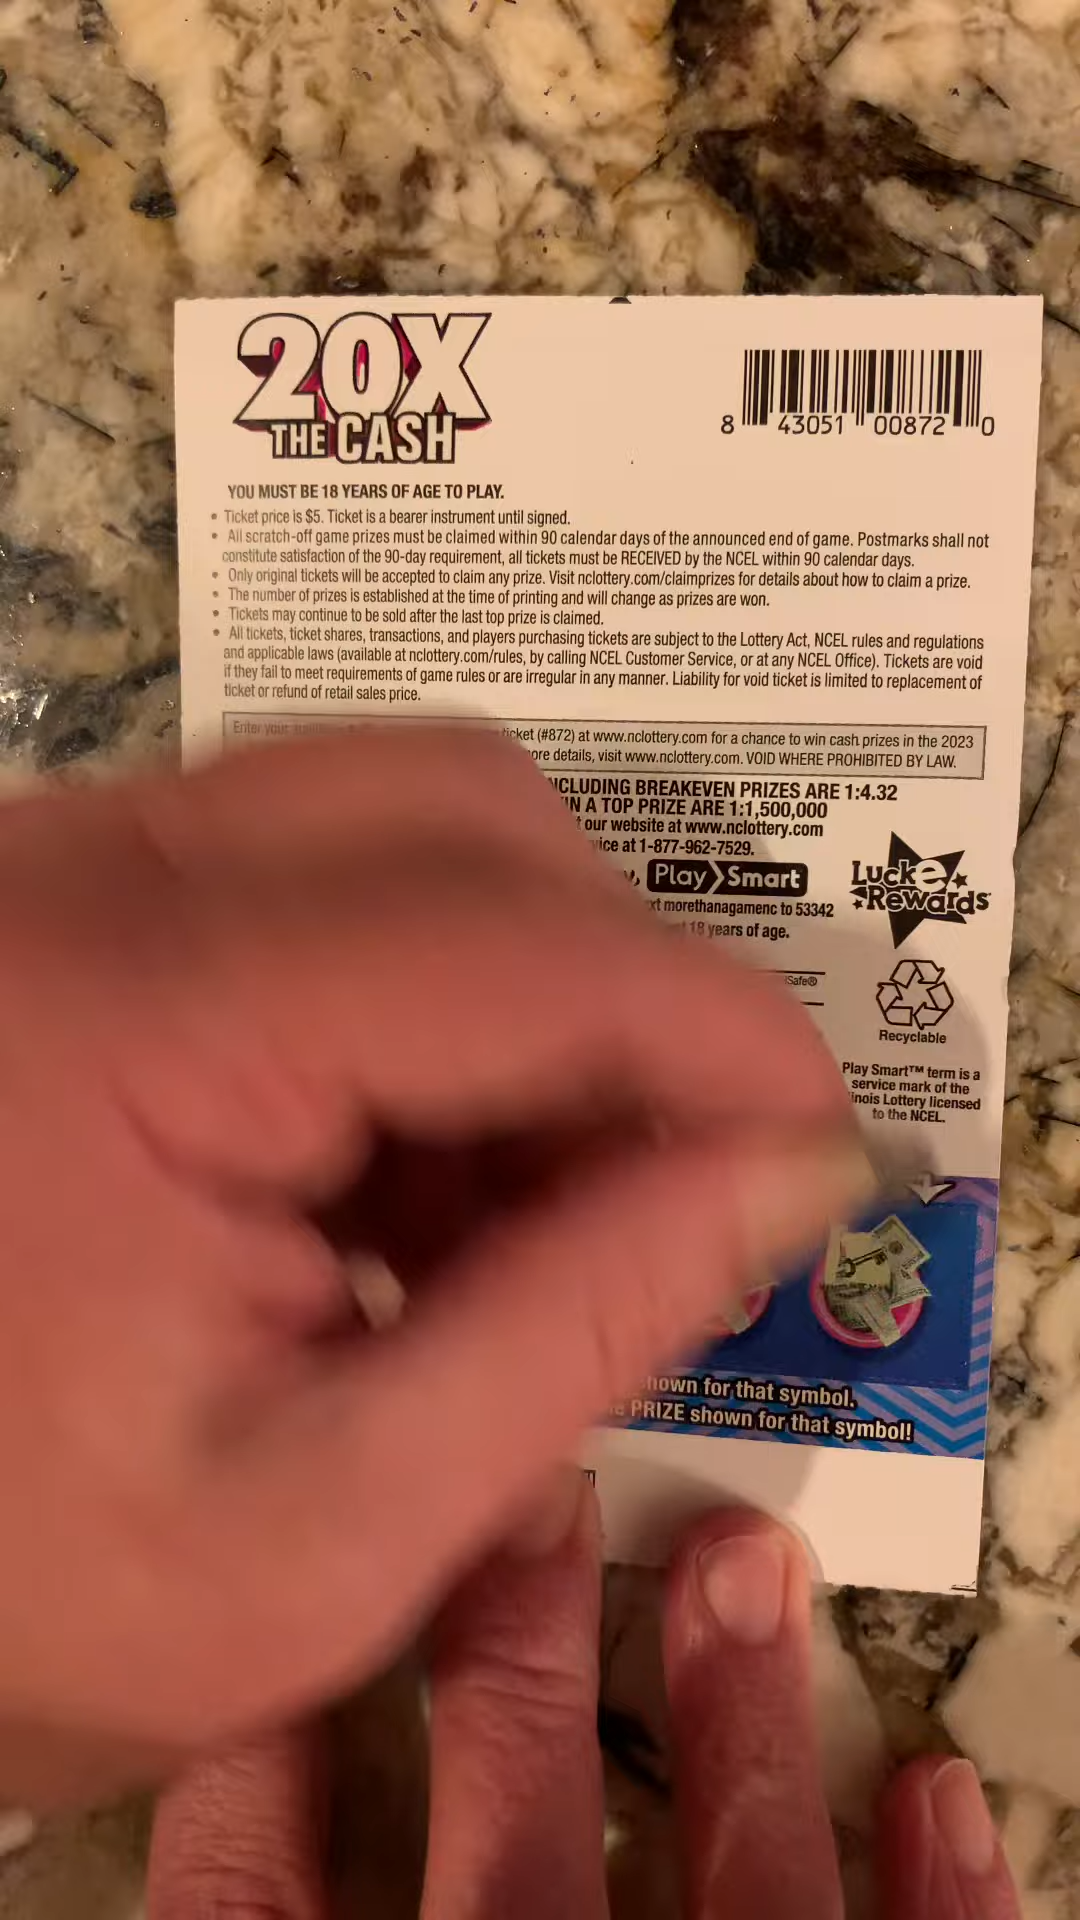 20X
THE CASH
8 43051 00872 0
YOU MUST BE 18 YEARS OF AGE TO PLAY.
• Ticket price is $5. Ticket is a bearer instrument until signed.
• All scratch-off game prizes must be claimed within 90 calendar days of the announced end of game. Postmarks shall not
constitute satisfaction of the 90-day requirement, all tickets must be RECEIVED by the NCEL within 90 calendar days.
• Only original tickets will be accepted to claim any prize. Visit nclottery.com/claimprizes for details about how to claim a prize.
• The number of prizes is established at the time of printing and will change as prizes are won.
• Tickets may continue to be sold after the last top prize is claimed.
• All tickets, ticket shares, transactions, and players purchasing tickets are subject to the Lottery Act, NCEL rules and regulations
and applicable laws (available at nclottery.com/rules, by calling NCEL Customer Service, or at any NCEL Office). Tickets are void
if they fail to meet requirements of game rules or are irregular in any manner. Liability for void ticket is limited to replacement of
ticket or refund of retail sales price.
Enter your ticket (#872) at www.nclottery.com for a chance to win cash prizes in the 2023
more details, visit www.nclottery.com. VOID WHERE PROHIBITED BY LAW.
INCLUDING BREAKEVEN PRIZES ARE 1:4.32
A TOP PRIZE ARE 1:1,500,000
our website at www.nclottery.com
at 1-877-962-7529.
Play Smart
Lucke
Rewards
morethanagamenc to 53342
18 years of age.
Safe®
Recyclable
Play Smart™ term is a
service mark of the
Illinois Lottery licensed
to the NCEL.
shown for that symbol.
PRIZE shown for that symbol!